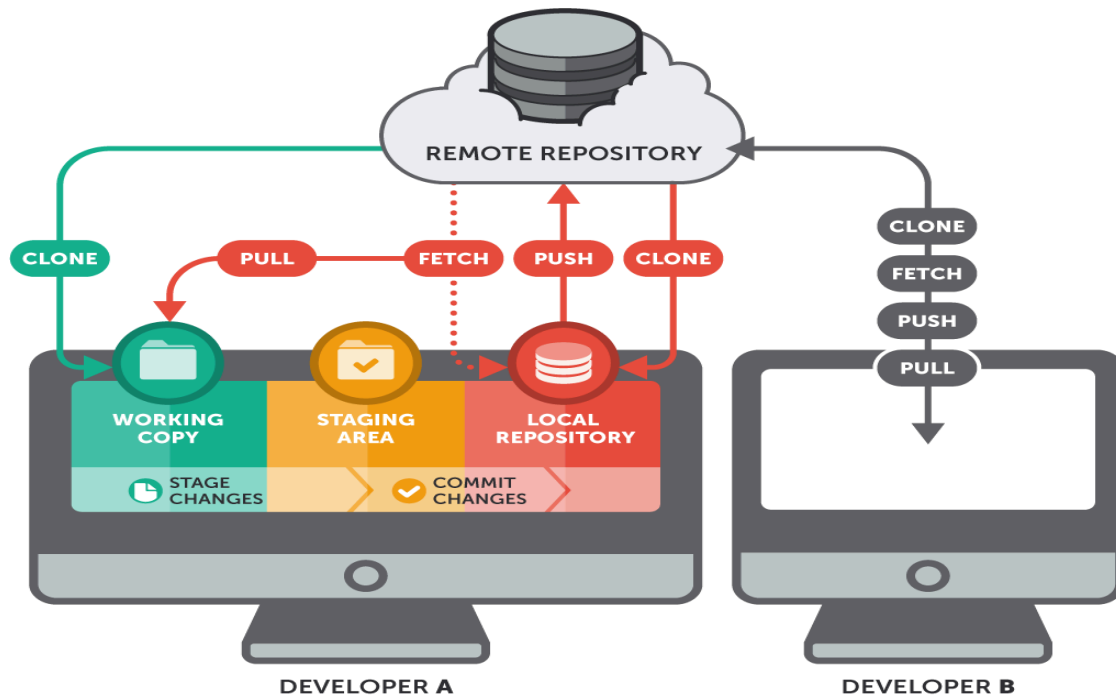 REMOTE REPOSITORY
CLONE
PULL
FETCH
PUSH
CLONE
CLONE
FETCH
PUSH
PULL
WORKING
COPY
STAGING
AREA
LOCAL
REPOSITORY
STAGE
CHANGES
COMMIT
CHANGES
DEVELOPER A
DEVELOPER B